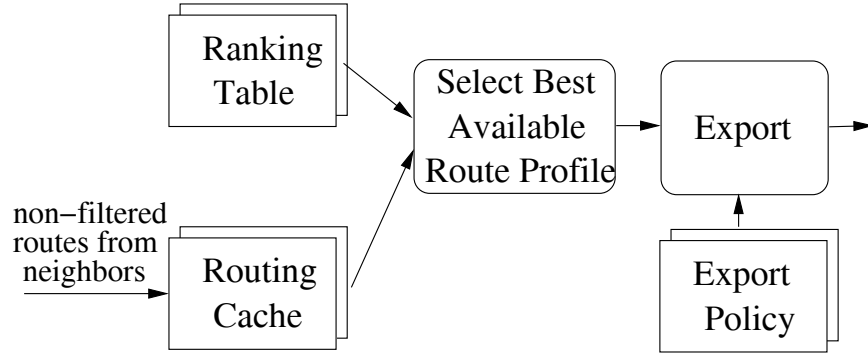 Ranking
Table
Select Best
Available
Route Profile
Export
non−filtered
routes from
neighbors
Routing
Cache
Export
Policy